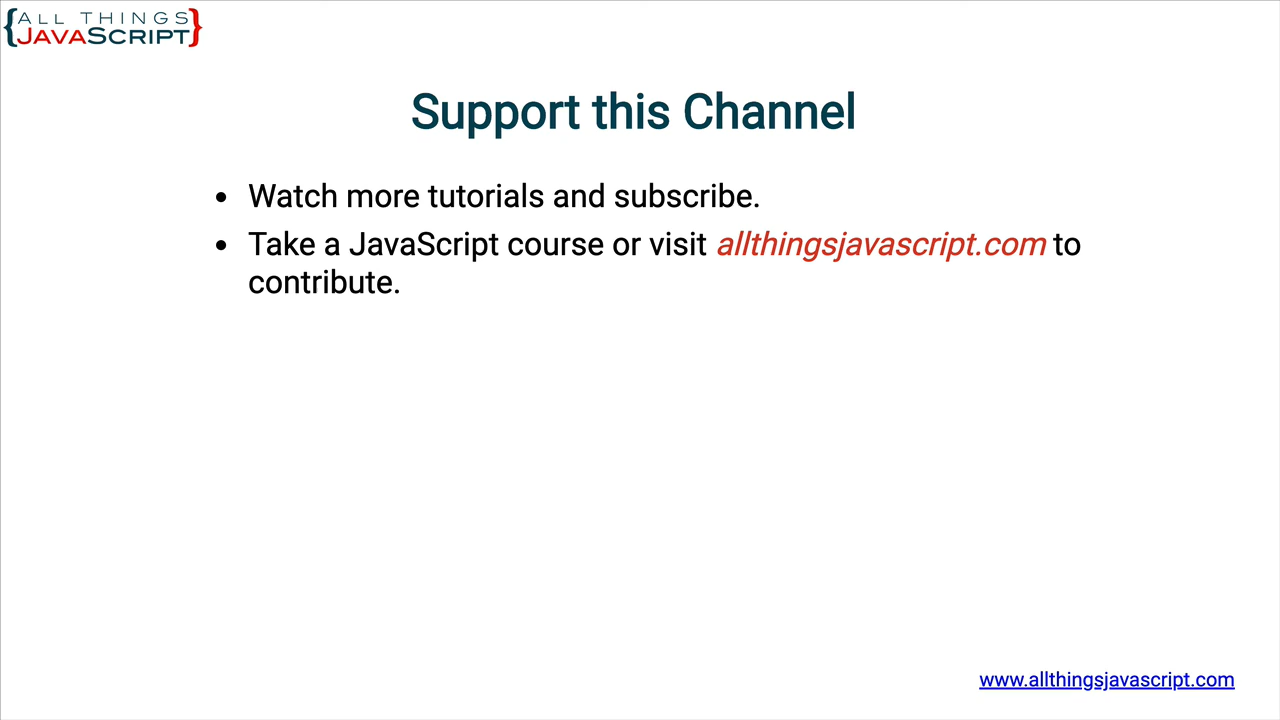 {ALL THINGS
JAVASCRIPT}
Support this Channel
• Watch more tutorials and subscribe.
• Take a JavaScript course or visit allthingsjavascript.com to
contribute.
www.allthingsjavascript.com